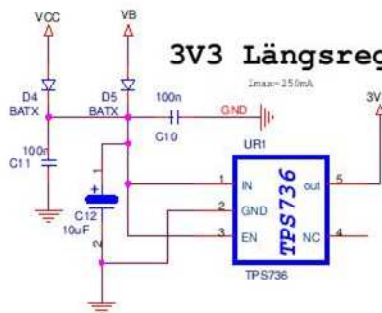 VCC
VB
3V3 Längsreg
Imax=250mA
D4
BATX
D5
BATX
100n
C10
GND
3V
100n
C11
UR1
1
+
C12
10uF
2
1
IN
out
5
2
GND
3
EN
NC
4
TPS736
TPS736